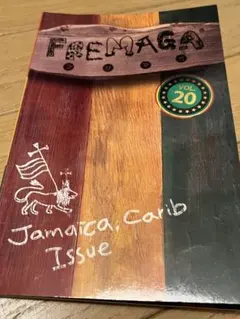 FREMAGA
VOL.
20
Jamaica, Carib
Issue